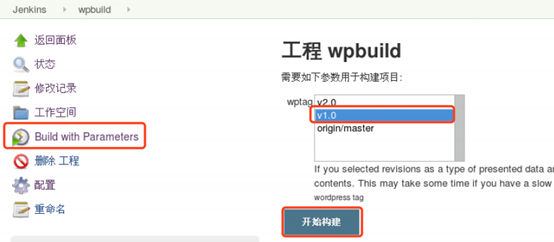 Jenkins wpbuild
返回面板
状态
修改记录
工作空间
Build with Parameters
删除 工程
配置
重命名
工程 wpbuild
需要如下参数用于构建项目:
wptag v2.0
v1.0
origin/master
If you selected revisions as a type of presented data an
contents. This may take some time if you have a slow
wordpress tag
开始构建